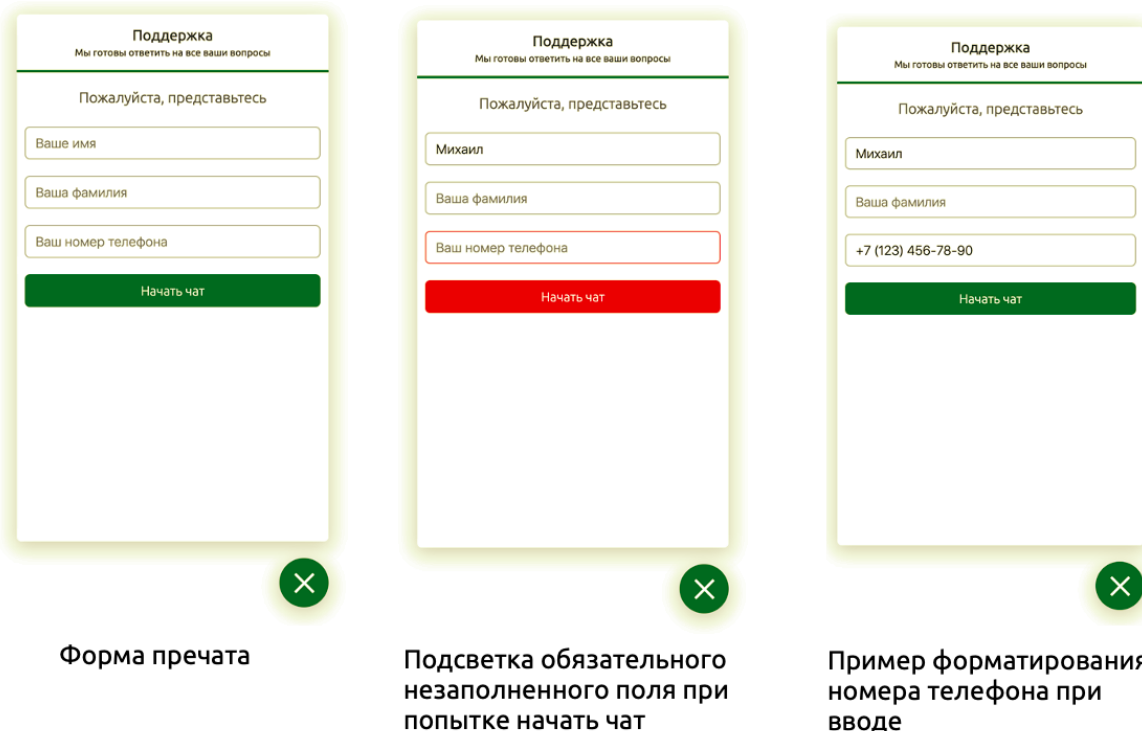 Поддержка
Мы готовы ответить на все ваши вопросы
Пожалуйста, представьтесь
Ваше имя
Ваша фамилия
Ваш номер телефона
Начать чат
Форма пречата
Поддержка
Мы готовы ответить на все ваши вопросы
Пожалуйста, представьтесь
Михаил
Ваша фамилия
Ваш номер телефона
Начать чат
Подсветка обязательного
незаполненного поля при
попытке начать чат
Поддержка
Мы готовы ответить на все ваши вопросы
Пожалуйста, представьтесь
Михаил
Ваша фамилия
+7 (123) 456-78-90
Начать чат
Пример форматирования
номера телефона при
вводе